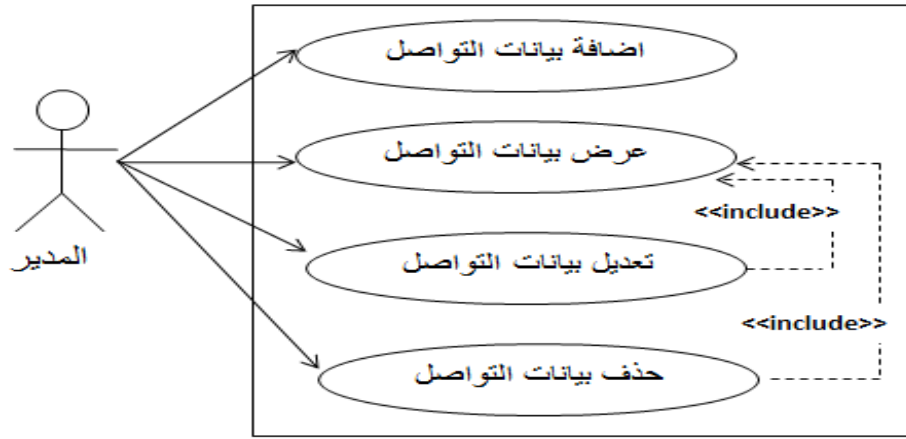 اضافة بيانات التواصل
عرض بيانات التواصل
<<include>>
المدير
تعديل بيانات التواصل
<<include>>
حذف بيانات التواصل